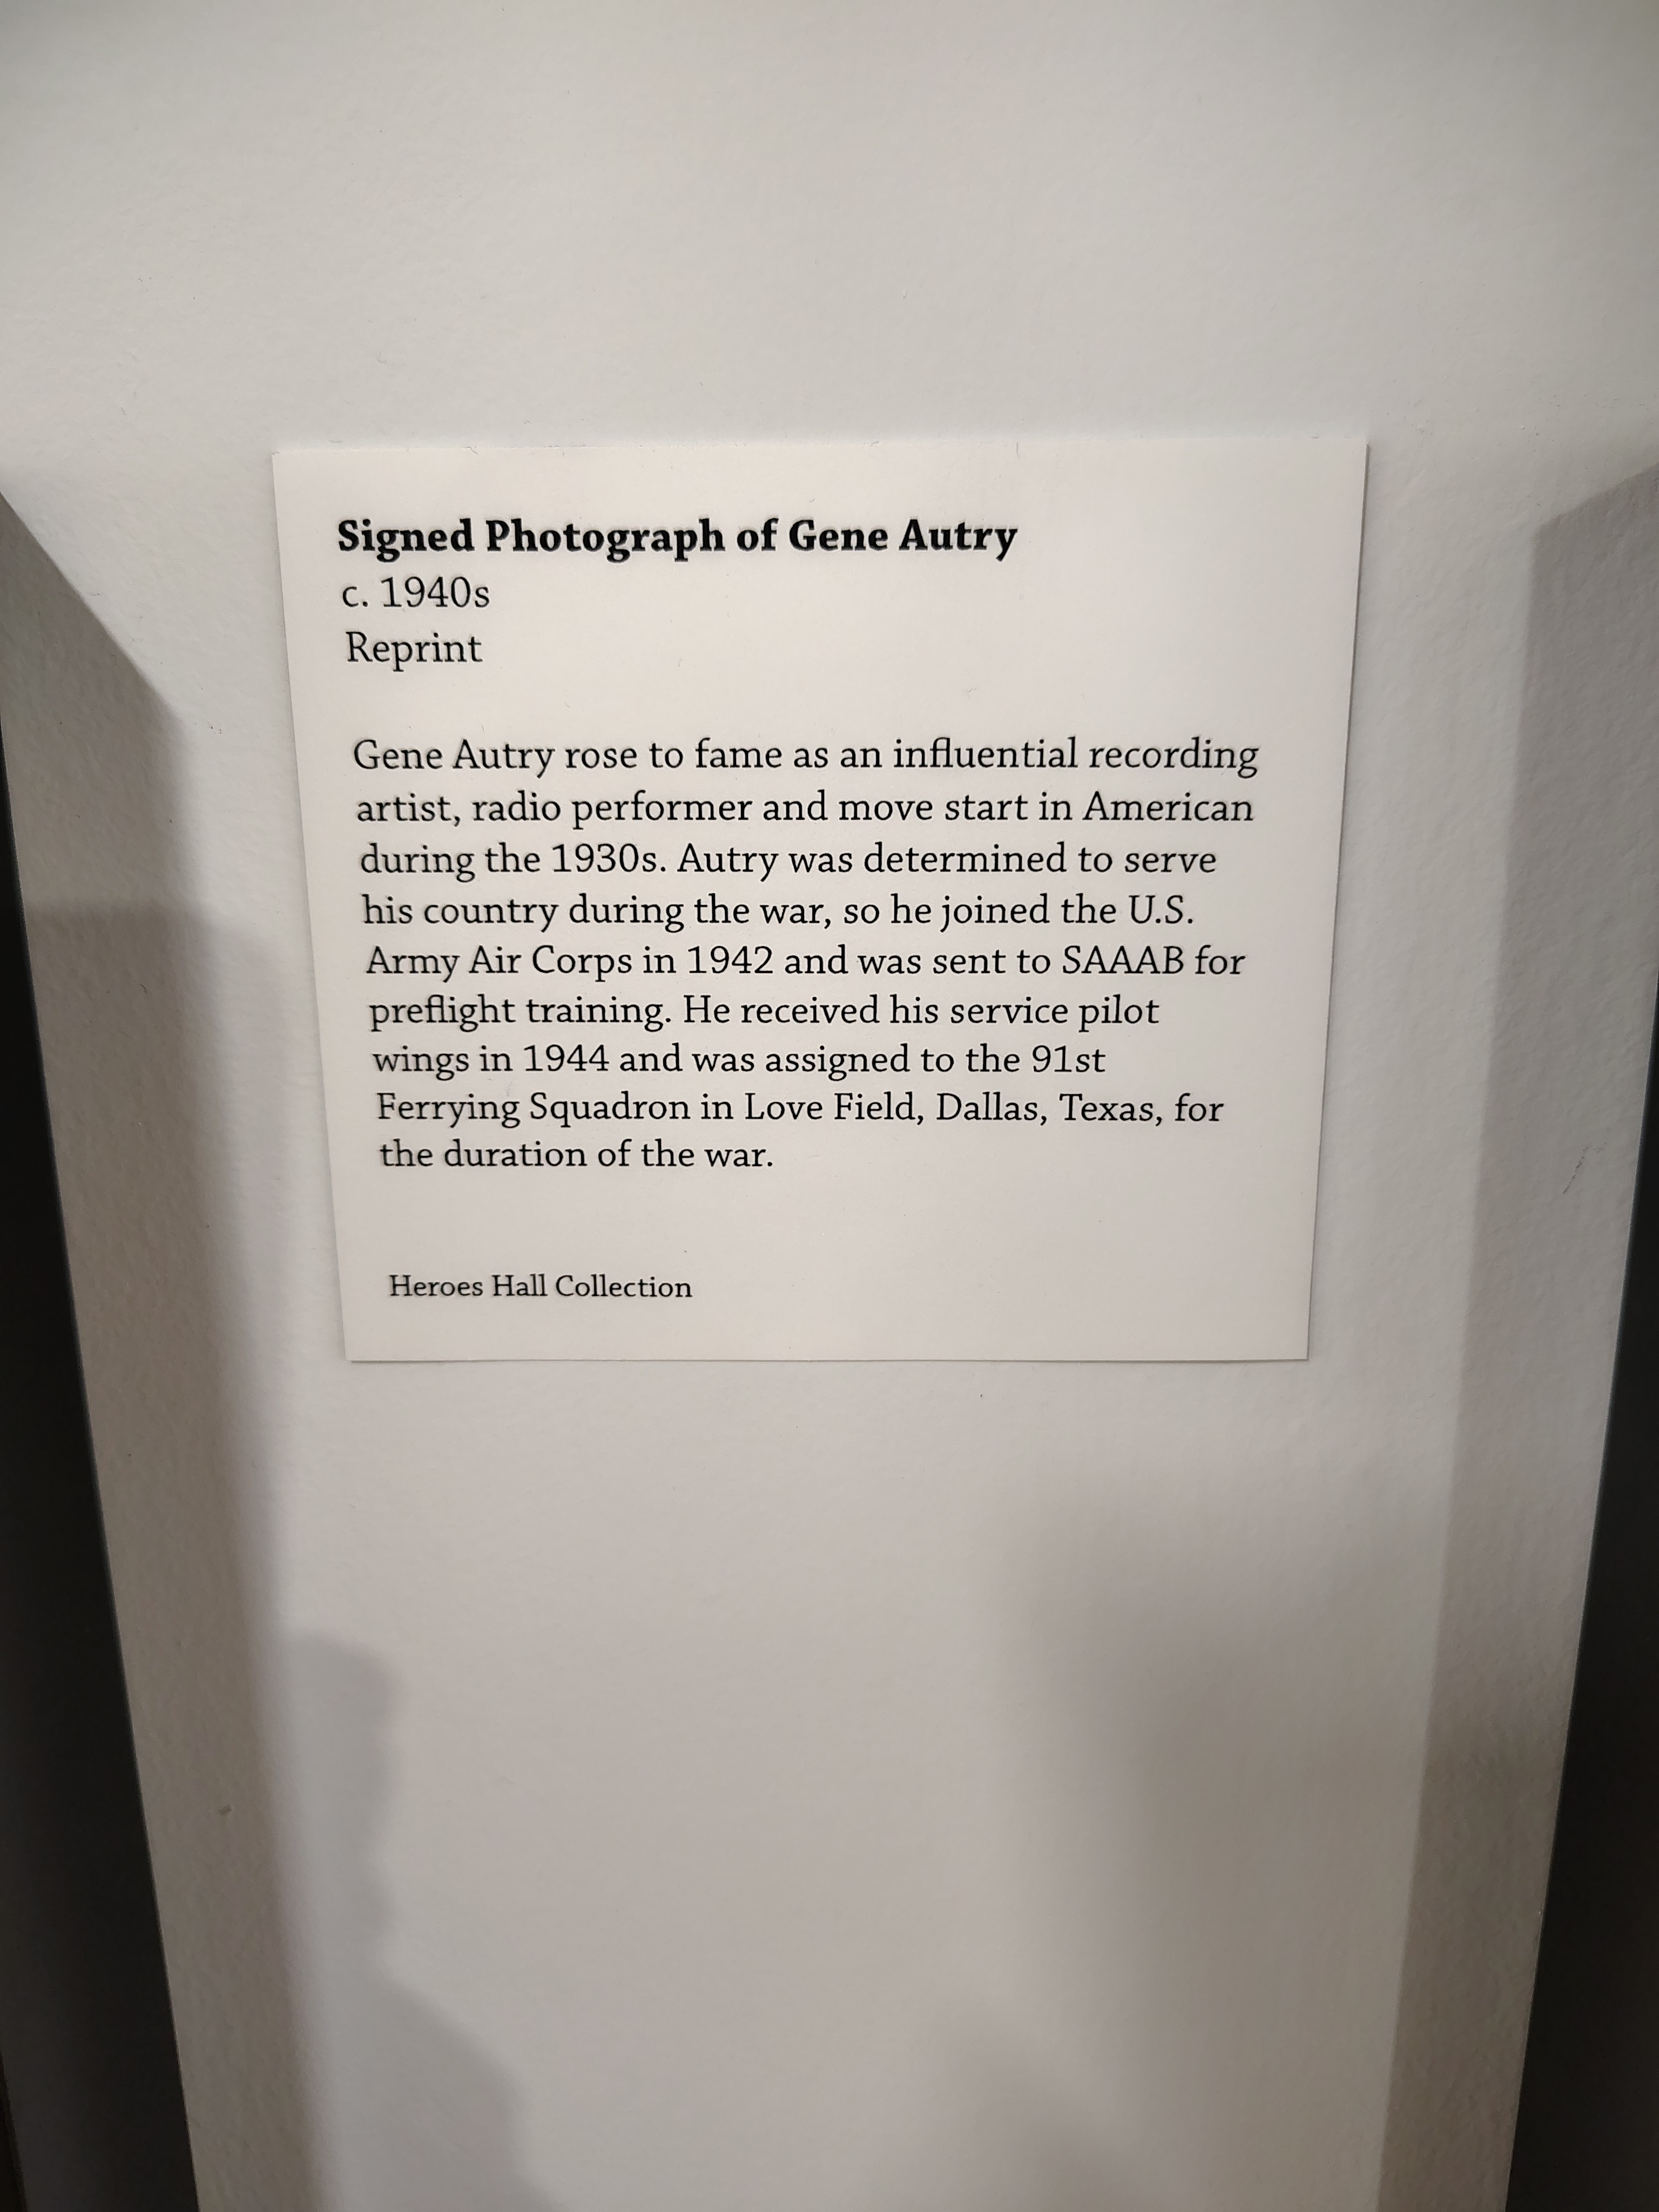 Signed Photograph of Gene Autry
c. 1940s
Reprint
Gene Autry rose to fame as an influential recording
artist, radio performer and move start in American
during the 1930s. Autry was determined to serve
his country during the war, so he joined the U.S.
Army Air Corps in 1942 and was sent to SAAAB for
preflight training. He received his service pilot
wings in 1944 and was assigned to the 91st
Ferrying Squadron in Love Field, Dallas, Texas, for
the duration of the war.
Heroes Hall Collection